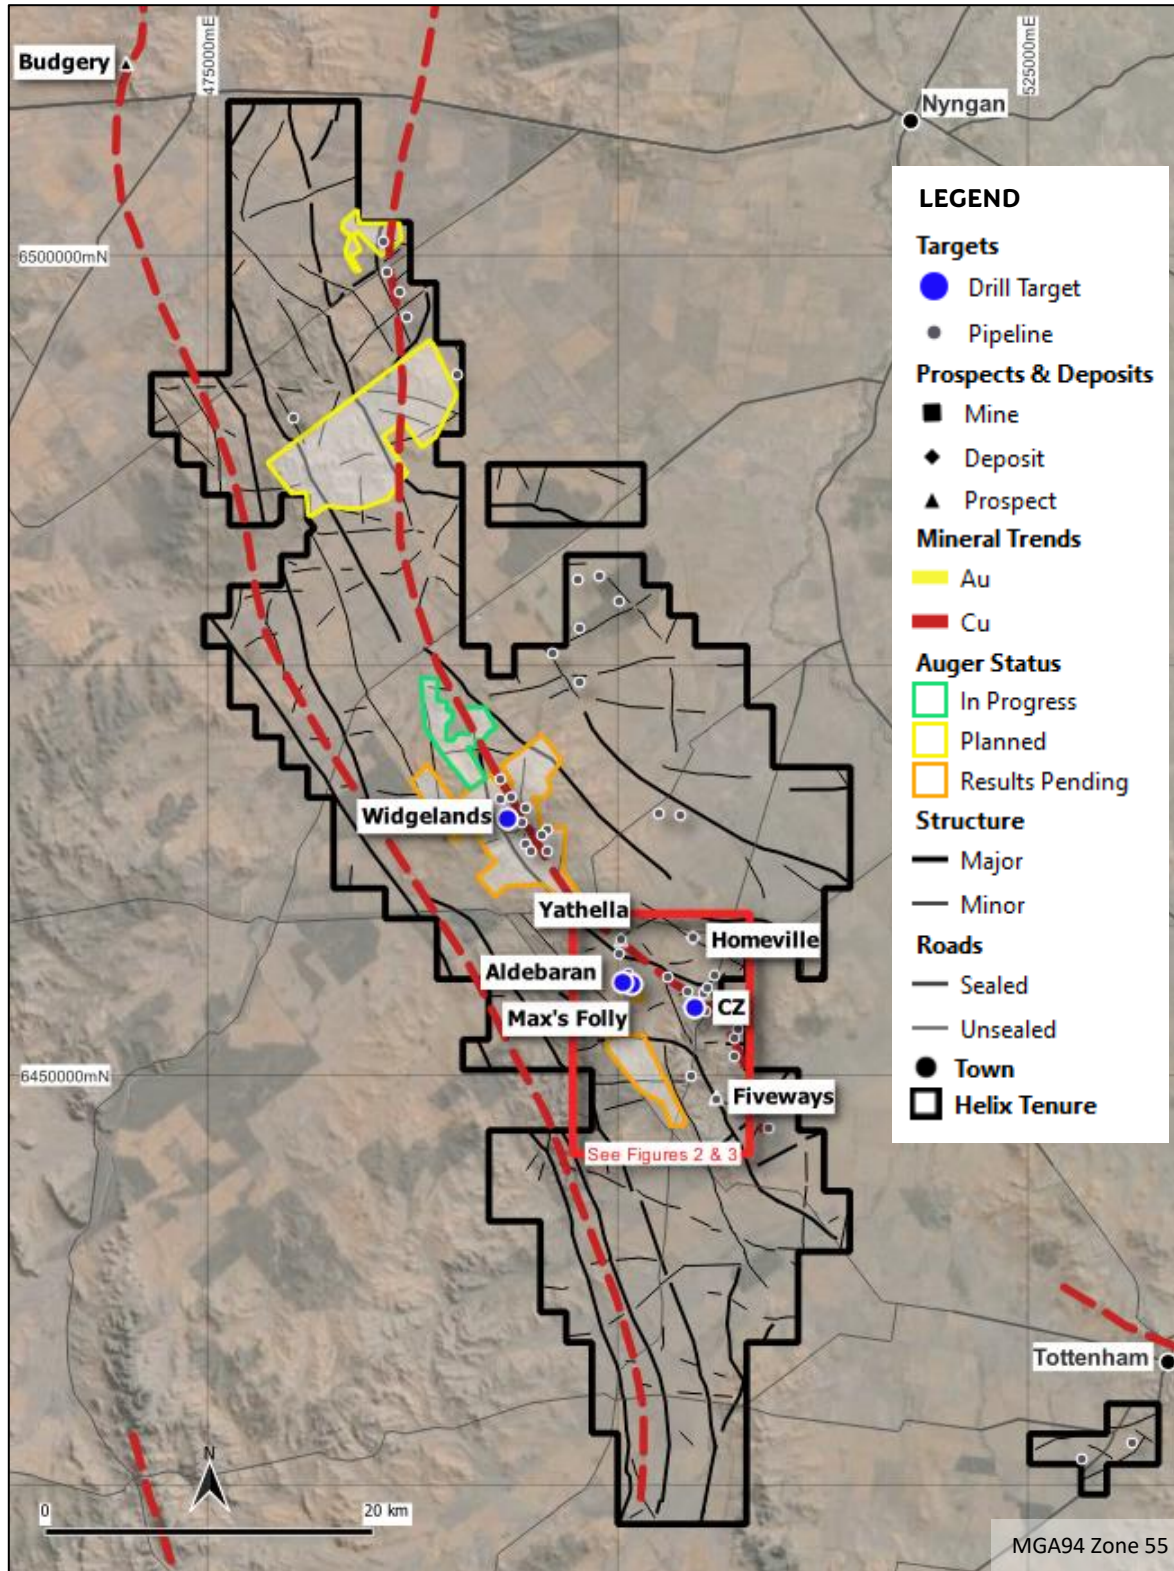 Budgery
475000mE
525000mE
Nyngan
6500000mN
LEGEND
Targets
Drill Target
Pipeline
Prospects & Deposits
Mine
Deposit
Prospect
Mineral Trends
Au
Cu
Auger Status
In Progress
Planned
Results Pending
Structure
Major
Minor
Roads
Sealed
Unsealed
Town
Helix Tenure
Widgelands
Yathella
Homeville
Aldebaran
CZ
Max's Folly
6450000mN
Fiveways
See Figures 2 & 3
Tottenham
N
0
20 km
MGA94 Zone 55